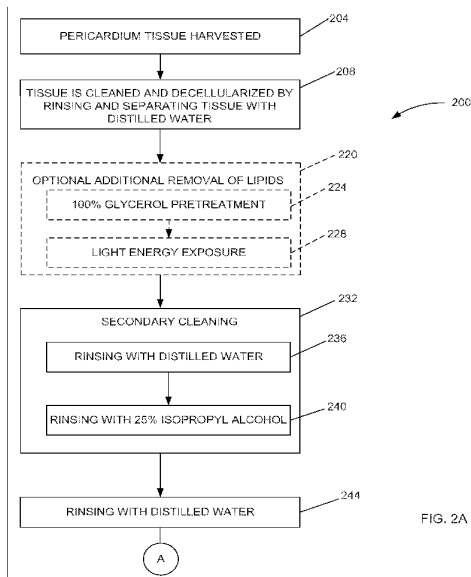 204
PERICARDIUM TISSUE HARVESTED
208
TISSUE IS CLEANED AND DECELLULARIZED BY
RINSING AND SEPARATING TISSUE WITH
DISTILLED WATER
200
220
OPTIONAL ADDITIONAL REMOVAL OF LIPIDS
224
100% GLYCEROL PRETREATMENT
228
LIGHT ENERGY EXPOSURE
232
SECONDARY CLEANING
236
RINSING WITH DISTILLED WATER
240
RINSING WITH 25% ISOPROPYL ALCOHOL
244
RINSING WITH DISTILLED WATER
FIG. 2A
A